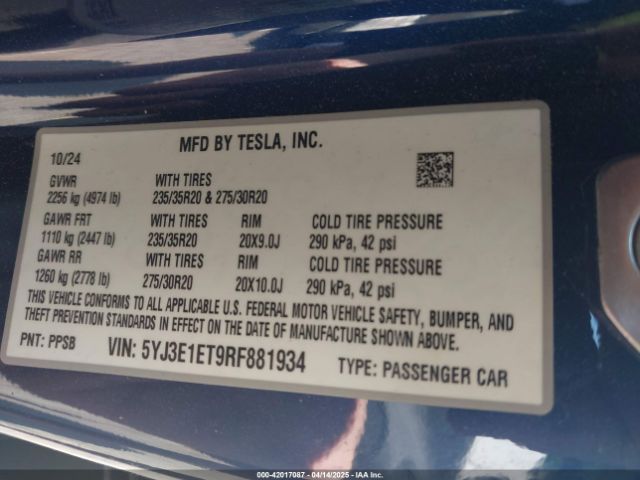 MFD BY TESLA, INC.
10/24
GVWR WITH TIRES
2256 kg (4974 lb) 235/35R20 & 275/30R20
GAWR FRT WITH TIRES RIM COLD TIRE PRESSURE
1110 kg (2447 lb) 235/35R20 20X9.0J 290 kPa, 42 psi
GAWR RR WITH TIRES RIM COLD TIRE PRESSURE
1260 kg (2778 lb) 275/30R20 20X10.0J 290 kPa, 42 psi
THIS VEHICLE CONFORMS TO ALL APPLICABLE U.S. FEDERAL MOTOR VEHICLE SAFETY, BUMPER, AND
THEFT PREVENTION STANDARDS IN EFFECT ON THE DATE OF MANUFACTURE SHOWN ABOVE.
PNT: PPSB VIN: 5YJ3E1ET9RF881934 TYPE: PASSENGER CAR
000-42017087 - 04/14/2025 - IAA Inc.